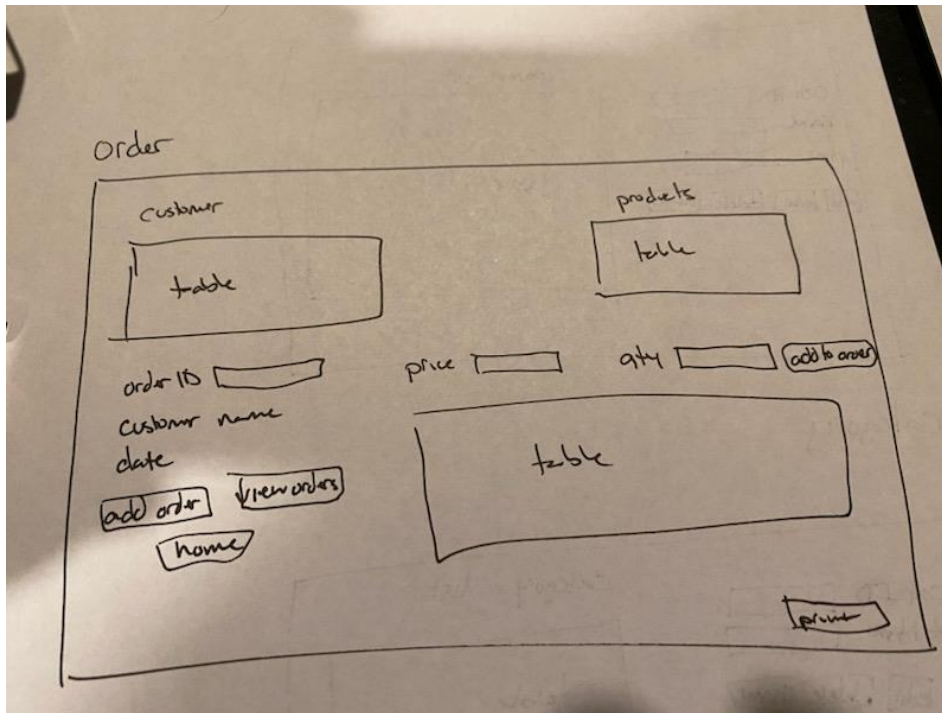 Order
customer
products
table
table
order ID
price
qty
add to order
customer name
date
table
add order
view orders
home
print